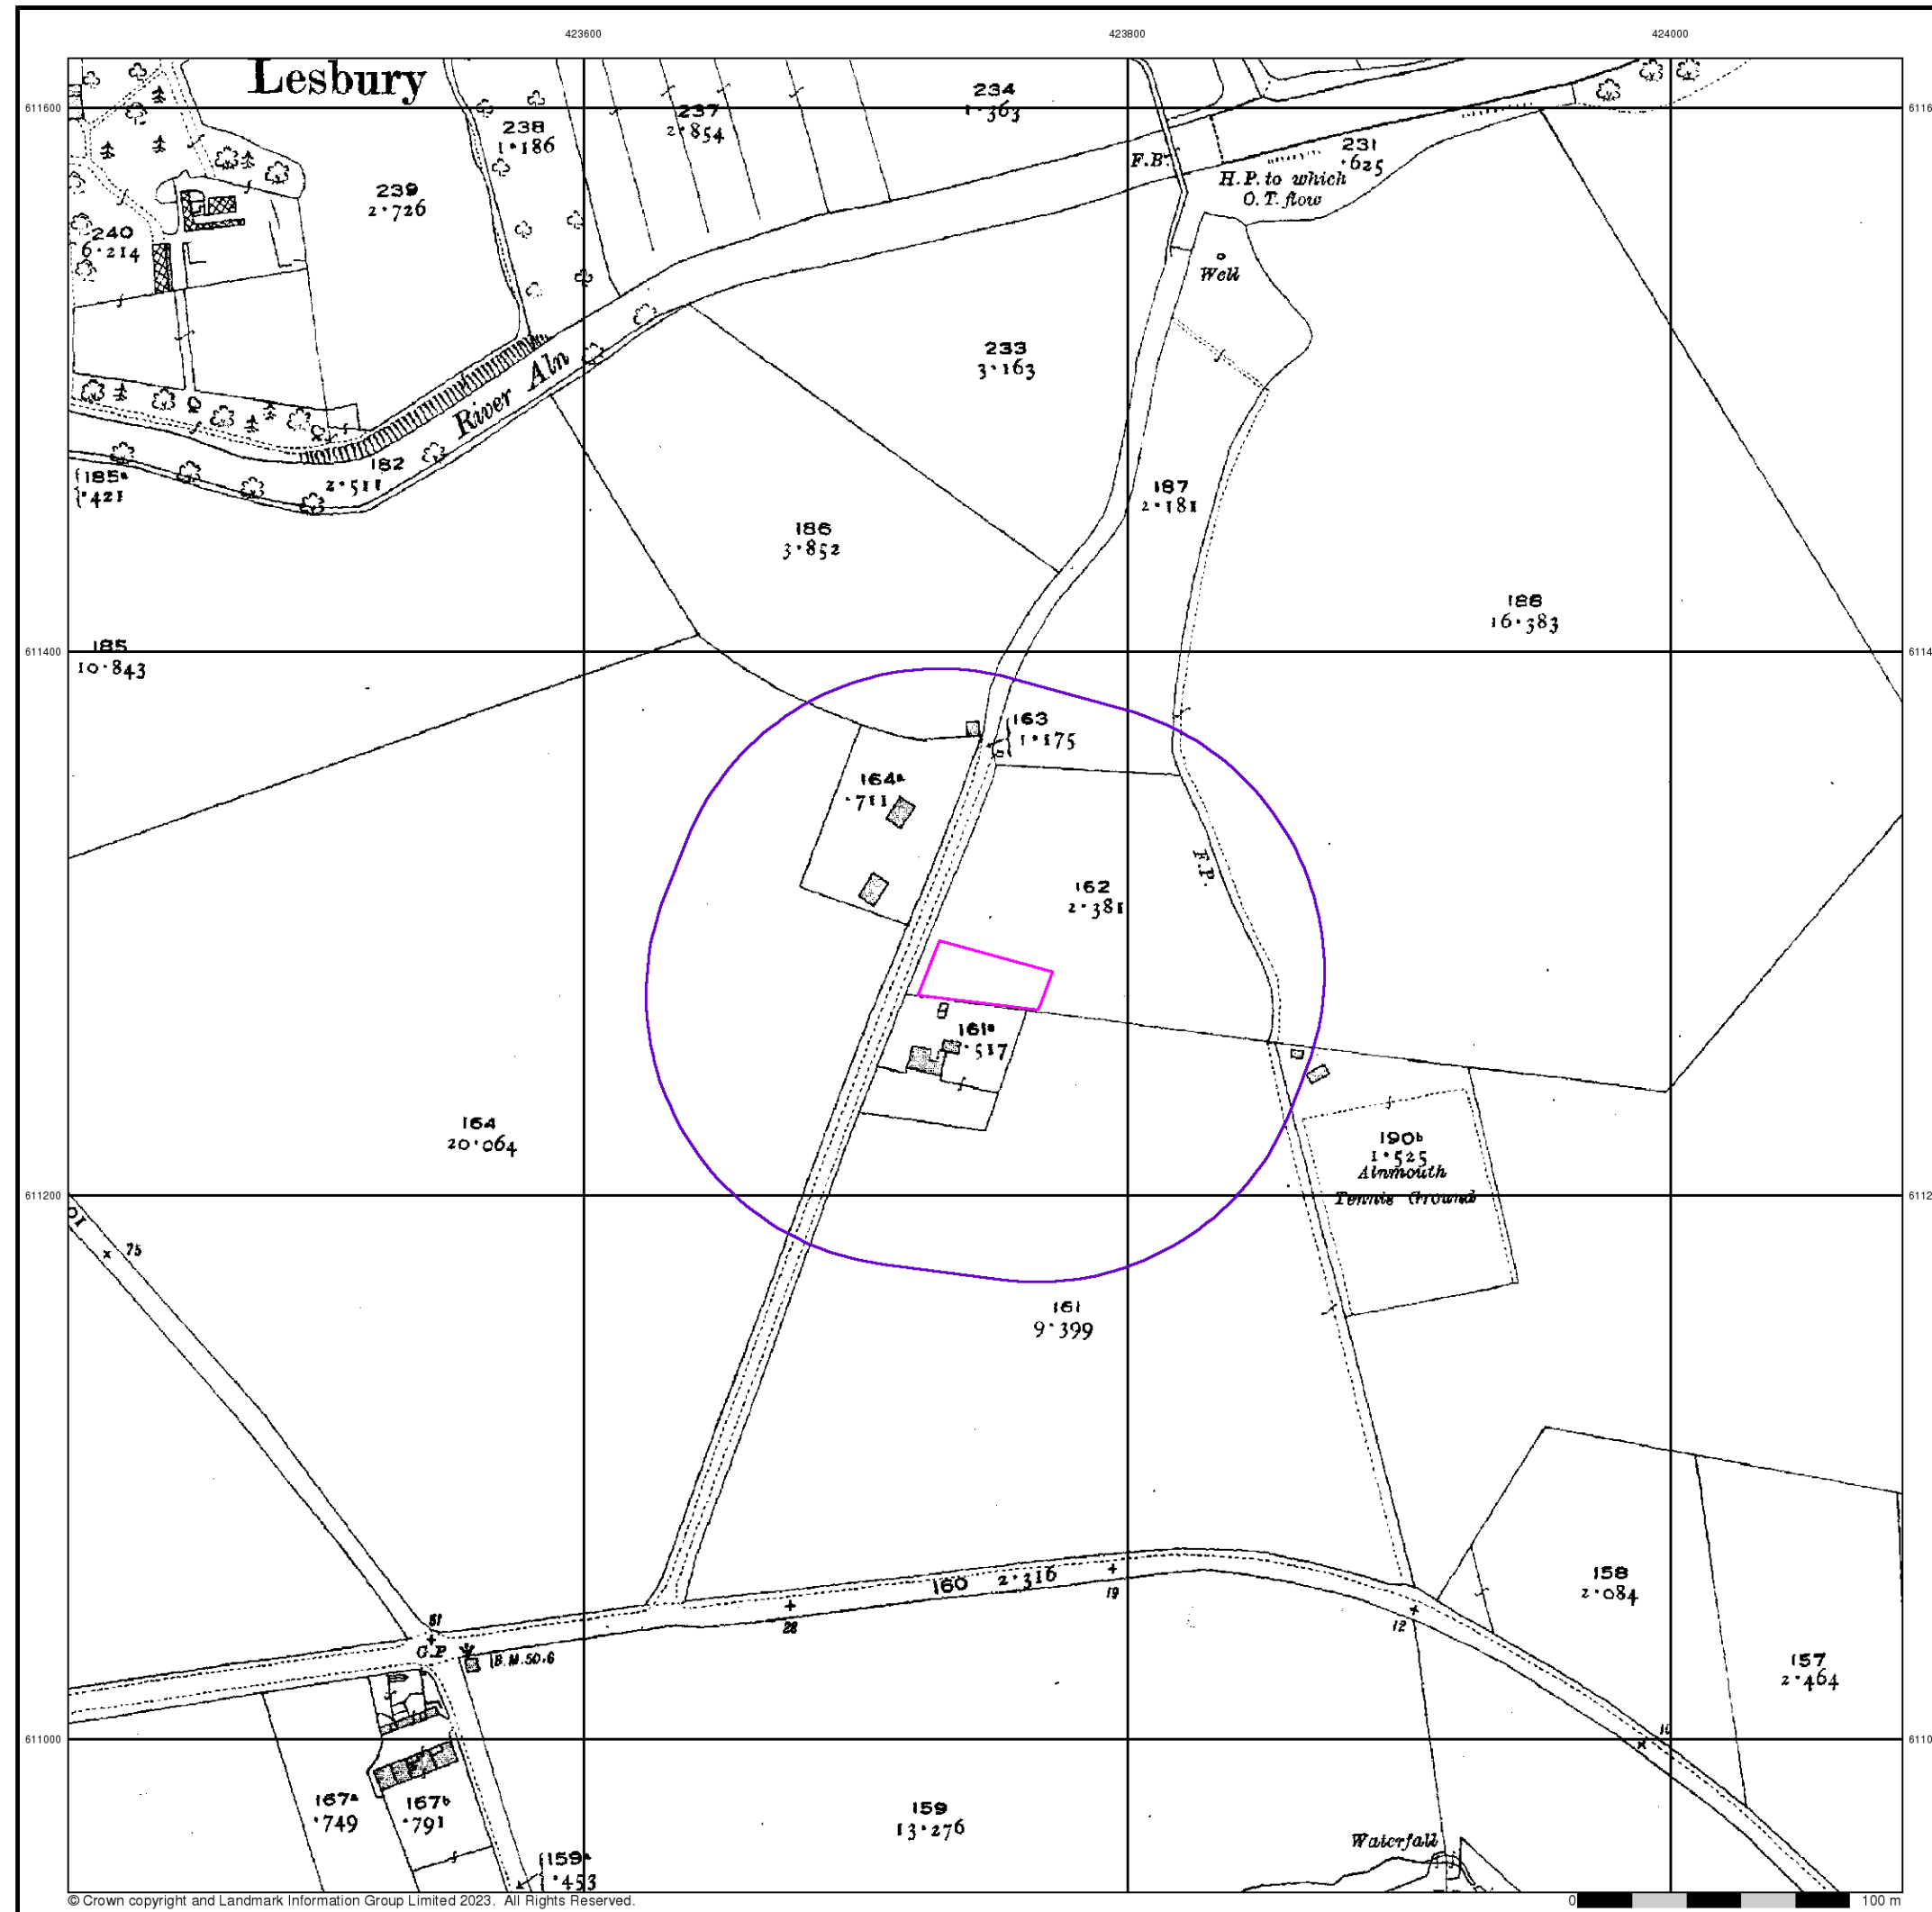 423600
423800
424000
Lesbury
611600
238
1·186
237
2·854
234
1·363
F.B.
231
·625
H.P. to which
O.T. flow
239
2·726
240
6·214
Well
233
3·163
River Aln
182
2·511
185a
·421
187
2·181
186
3·852
188
16·383
611400
185
10·843
163
1·175
164a
·711
F.P.
162
2·381
161a
·517
164
20·064
190b
1·525
Alnmouth
Tennis Ground
611200
75
161
9·399
160 2·316
19
28
12
158
2·084
51
G.P.
B.M. 50·6
157
2·464
10
611000
167a
·749
167b
·791
159
13·276
Waterfall
159a
·453
© Crown copyright and Landmark Information Group Limited 2023. All Rights Reserved.
0 100 m